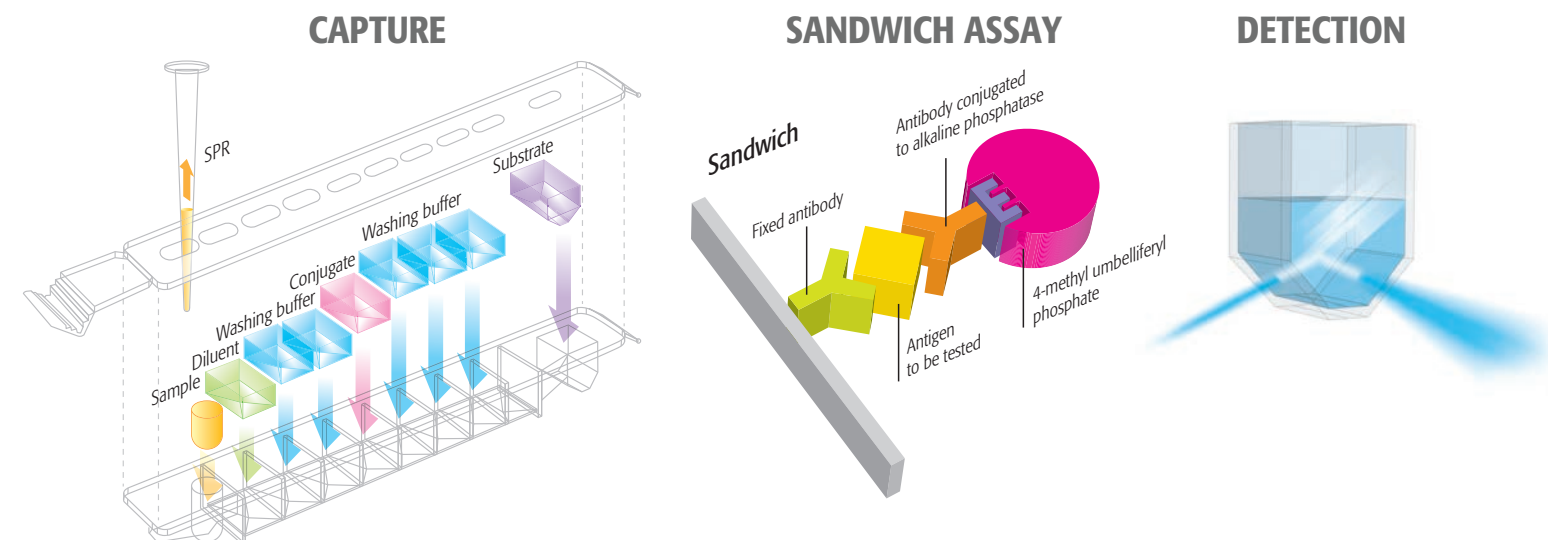 CAPTURE
SANDWICH ASSAY
DETECTION
SPR
Substrate
Washing buffer
Conjugate
Washing buffer
Diluent
Sample
Sandwich
Antibody conjugated
to alkaline phosphatase
Fixed antibody
Antigen
to be tested
4-methyl umbelliferyl
phosphate